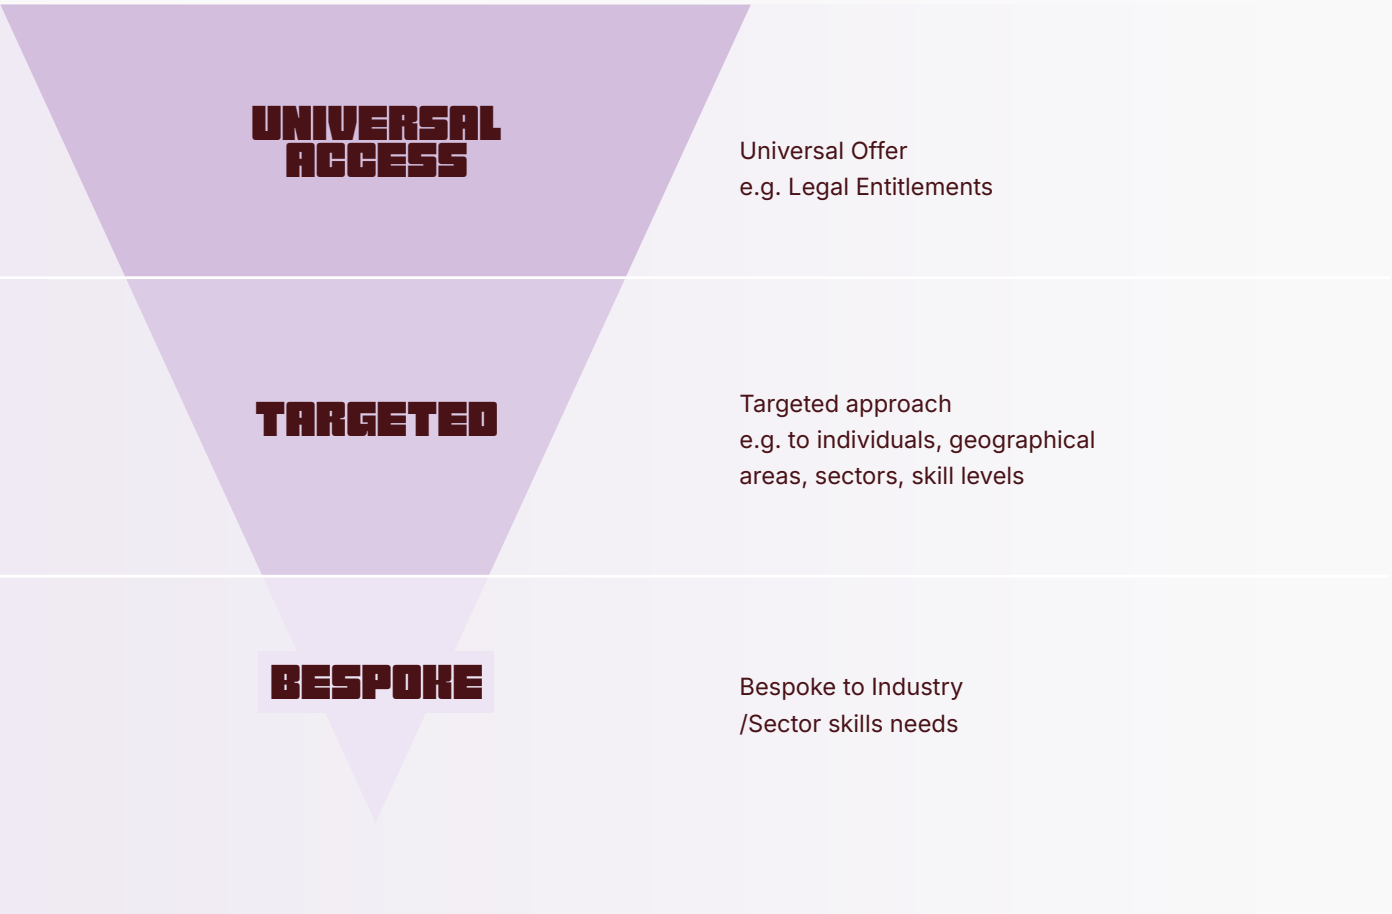 UNIVERSAL
ACCESS
Universal Offer
e.g. Legal Entitlements
TARGETED
Targeted approach
e.g. to individuals, geographical
areas, sectors, skill levels
BESPOKE
Bespoke to Industry
/Sector skills needs